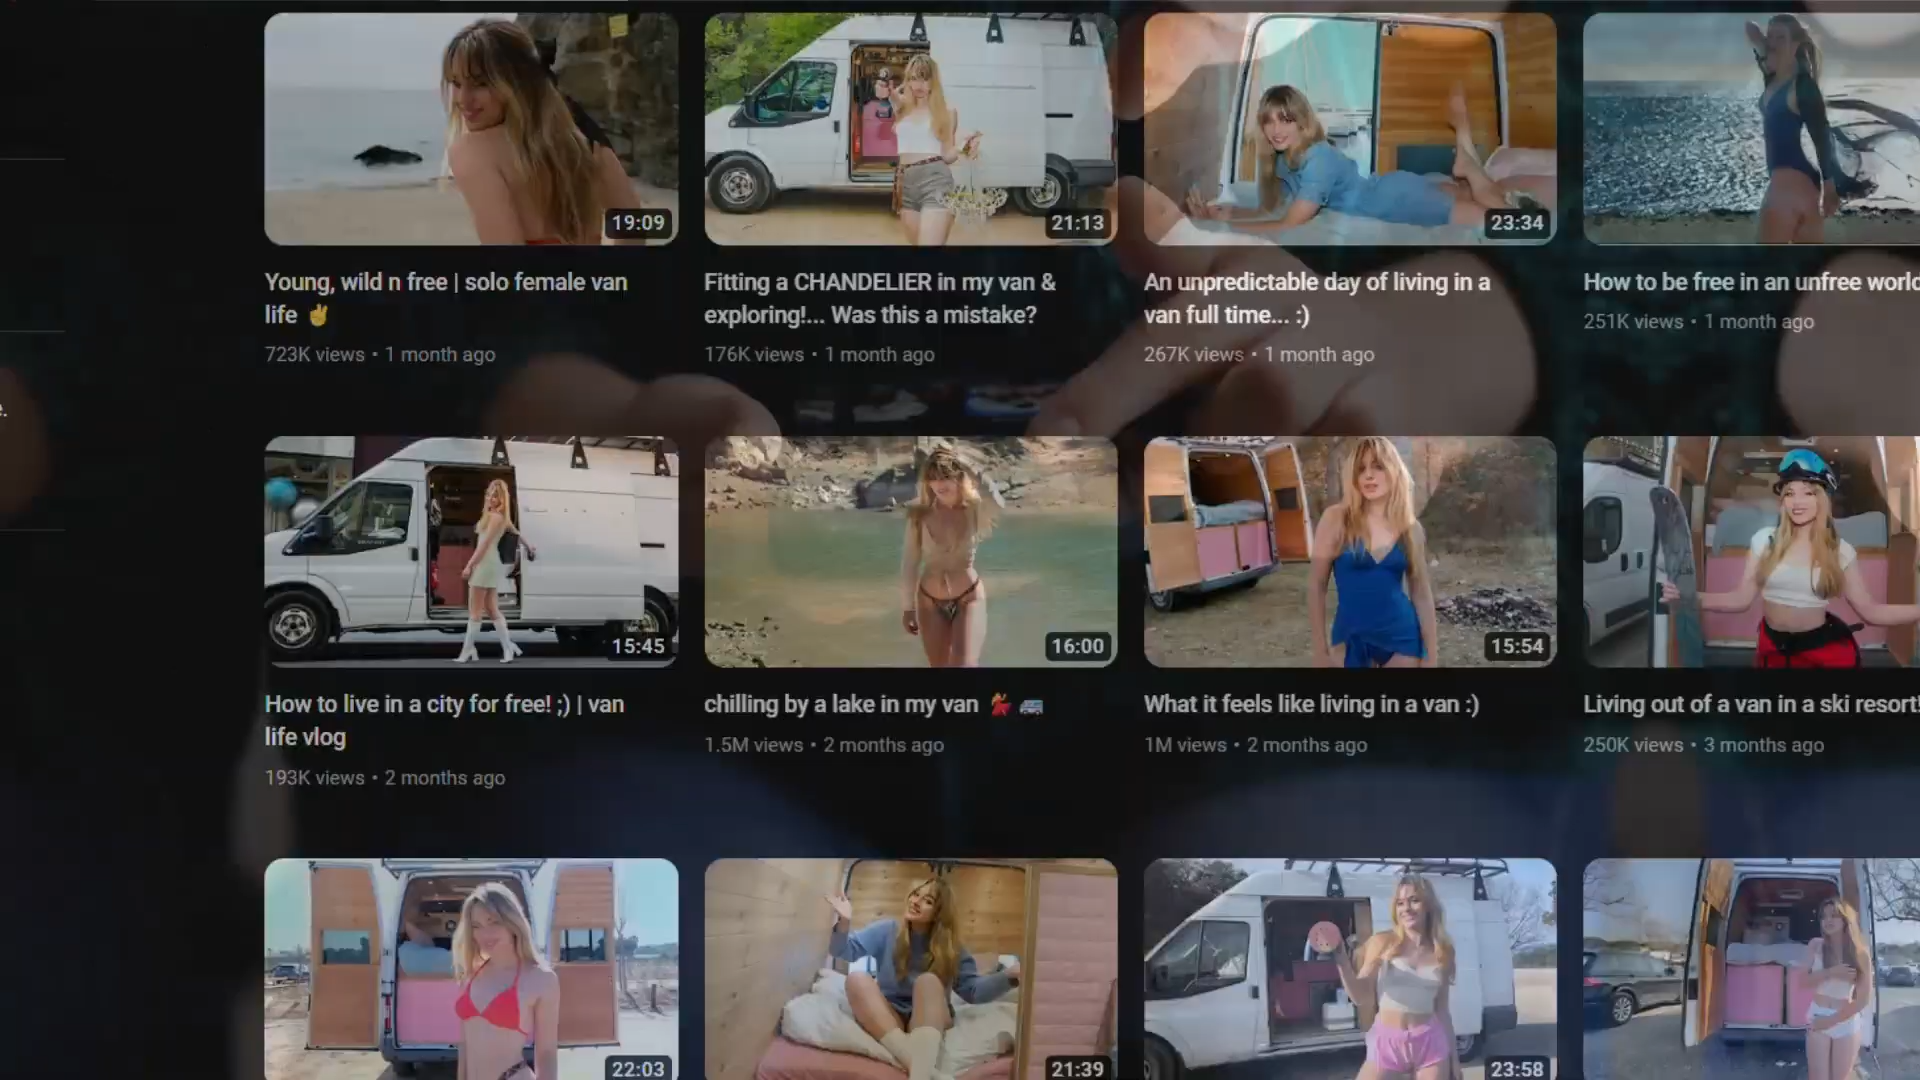 19:09
21:13
23:34
Young, wild n free | solo female van
life ✌
Fitting a CHANDELIER in my van &
exploring!... Was this a mistake?
An unpredictable day of living in a
van full time... :)
How to be free in an unfree world
723K views • 1 month ago
176K views • 1 month ago
267K views • 1 month ago
251K views • 1 month ago
e.
15:45
16:00
15:54
How to live in a city for free! ;) | van
life vlog
chilling by a lake in my van 💃 🚐
What it feels like living in a van :)
Living out of a van in a ski resort!
193K views • 2 months ago
1.5M views • 2 months ago
1M views • 2 months ago
250K views • 3 months ago
22:03
21:39
23:58